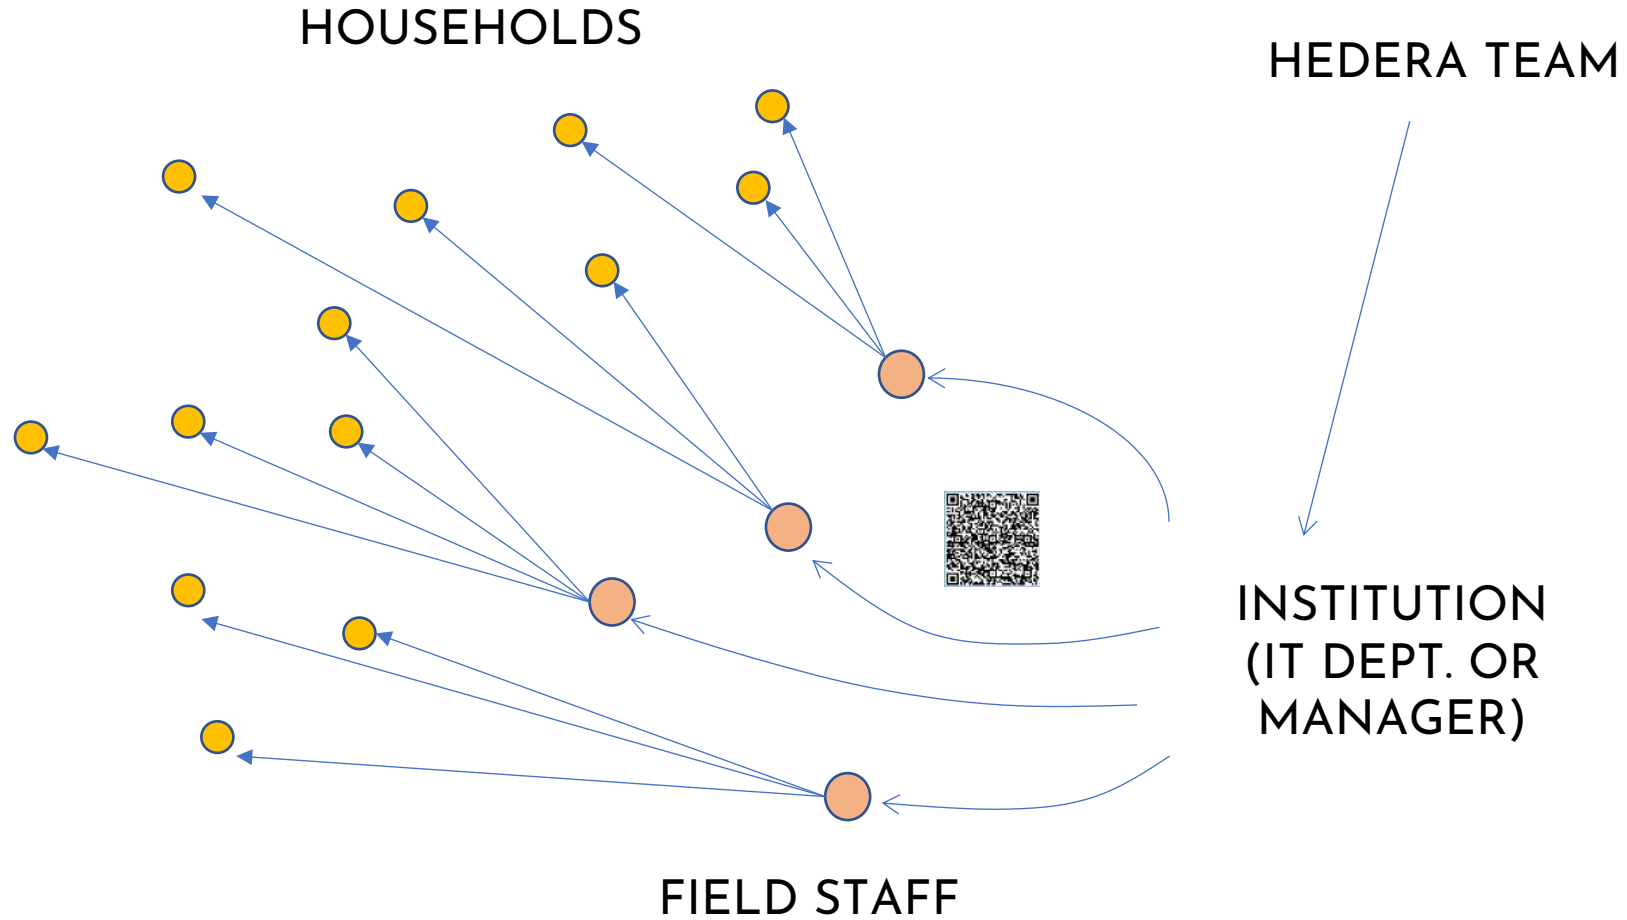 HOUSEHOLDS
HEDERA TEAM
INSTITUTION
(IT DEPT. OR
MANAGER)
FIELD STAFF